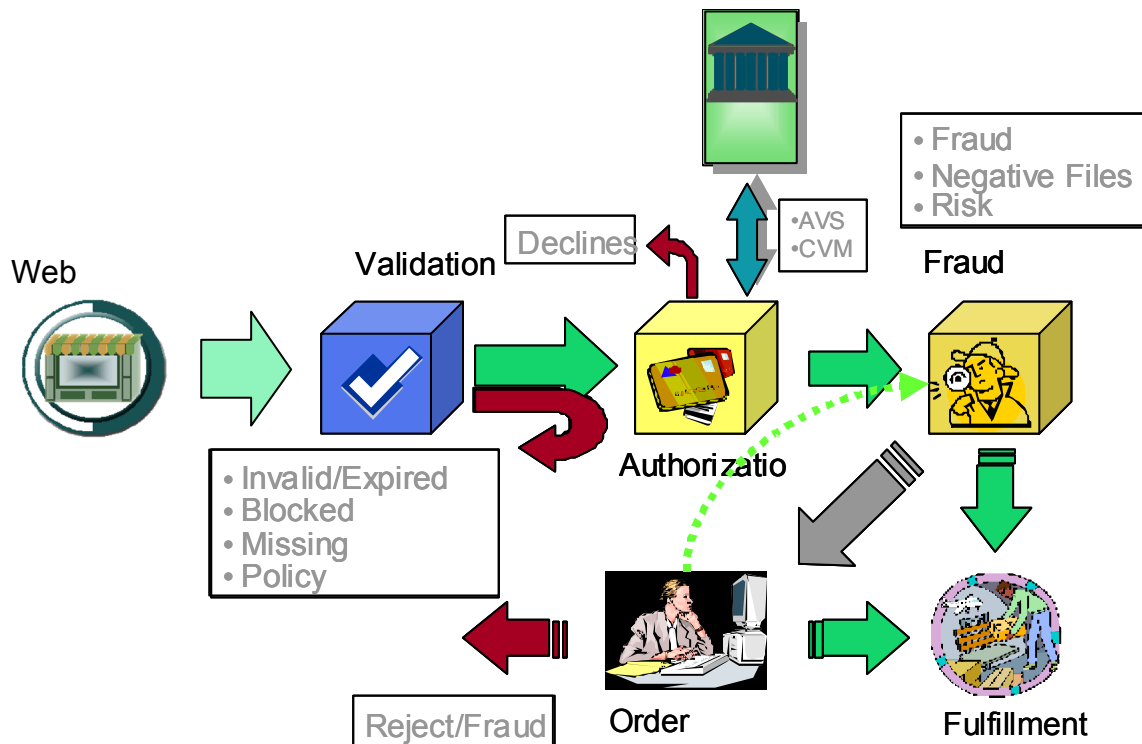 • Fraud
• Negative Files
• Risk
•AVS
•CVM
Declines
Validation
Fraud
Web
Authorizatio
• Invalid/Expired
• Blocked
• Missing
• Policy
Reject/Fraud
Order
Fulfillment